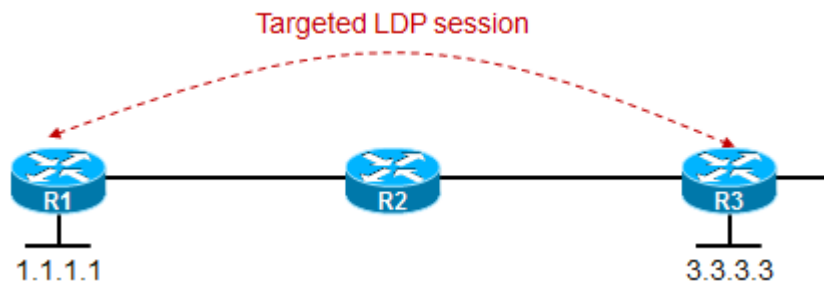 Targeted LDP session
R1
R2
R3
1.1.1.1
3.3.3.3